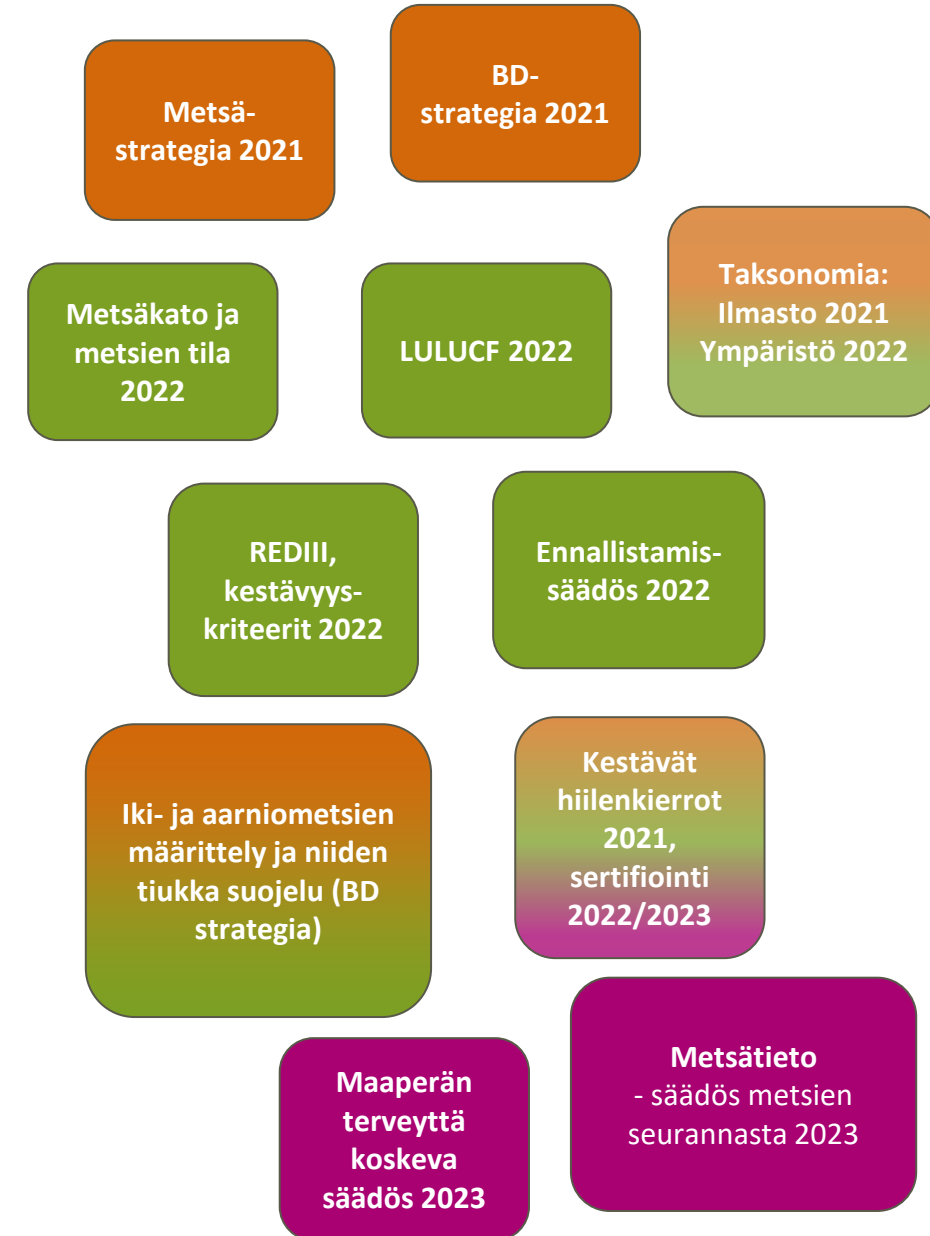 Metsä-
strategia 2021
BD-
strategia 2021
Taksonomia:
Ilmasto 2021
Ympäristö 2022
Metsäkato ja
metsien tila
2022
LULUCF 2022
REDIII,
kestävyys-
kriteerit 2022
Ennallistamis-
säädös 2022
Iki- ja aarniometsien
määrittely ja niiden
tiukka suojelu (BD
strategia)
Kestävät
hiilenkierrot
2021,
sertifiointi
2022/2023
Maaperän
terveyttä
koskeva
säädös 2023
Metsätieto
- säädös metsien
seurannasta 2023